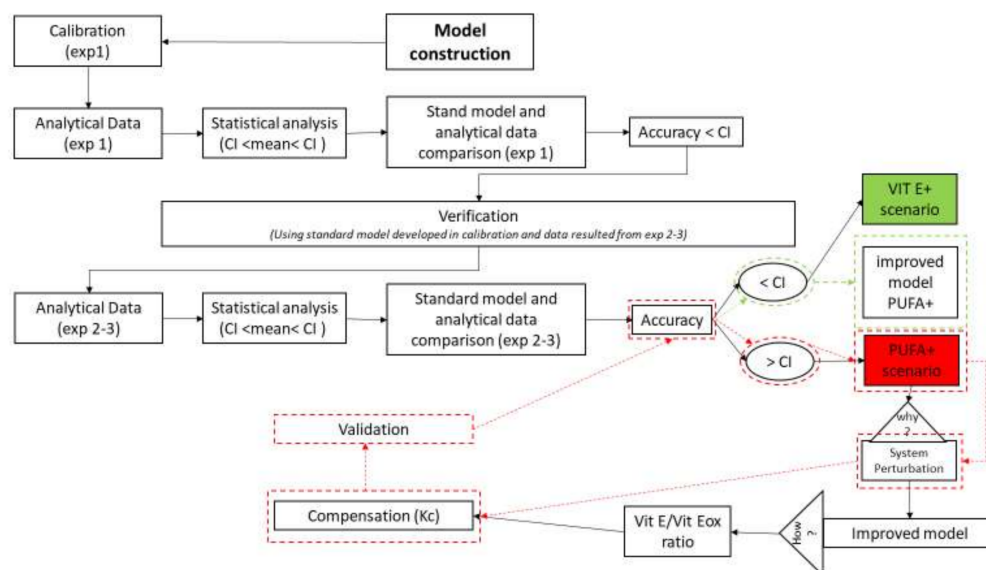 Calibration
(exp1)
Model
construction
Analytical Data
(exp 1)
Statistical analysis
(CI <mean< CI )
Stand model and
analytical data
comparison (exp 1)
Accuracy < CI
VIT E+
scenario
Verification
(Using standard model developed in calibration and data resulted from exp 2-3)
improved
model
PUFA+
< CI
Analytical Data
(exp 2-3)
Statistical analysis
(CI <mean< CI )
Standard model and
analytical data
comparison (exp 2-3)
Accuracy
> CI
PUFA+
scenario
why
?
System
Perturbation
Validation
Compensation (Kc)
Vit E/Vit Eox
ratio
How
?
Improved model